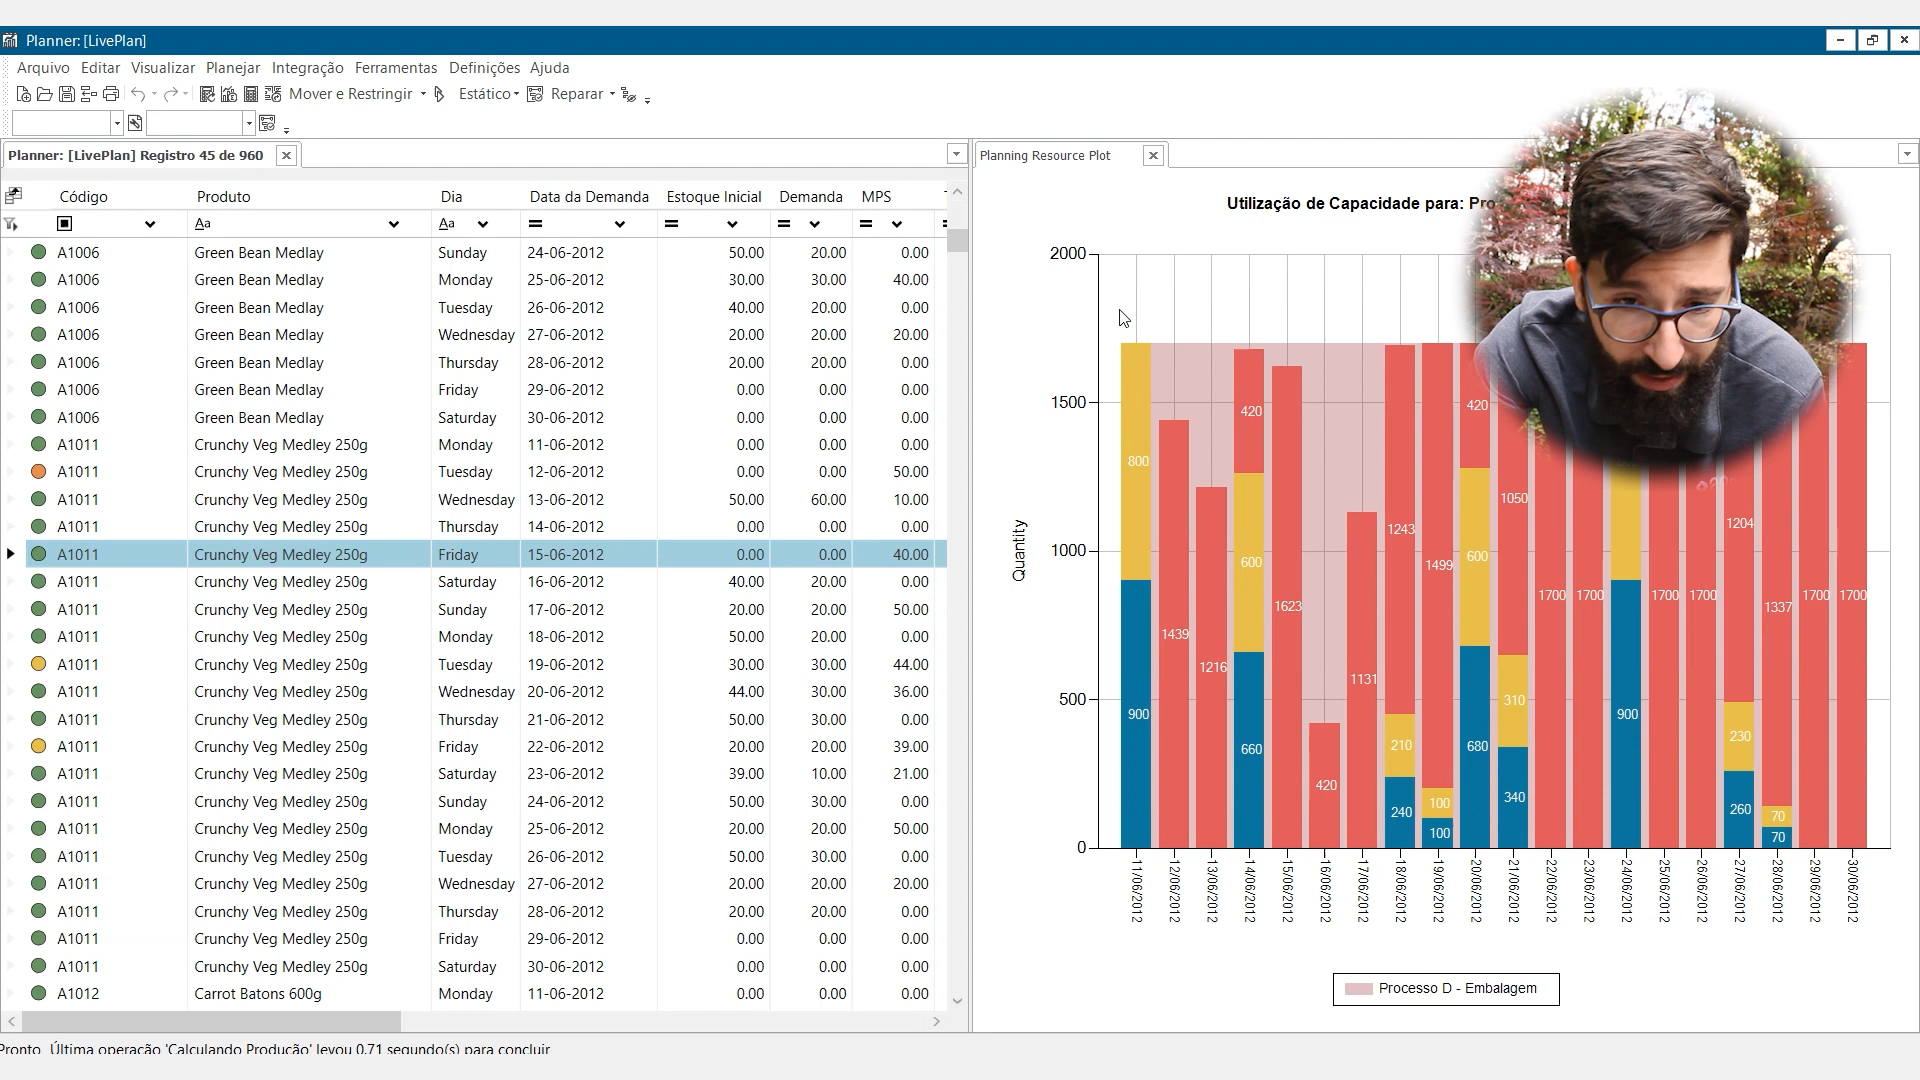 Planner: [LivePlan]
Arquivo Editar Visualizar Planejar Integração Ferramentas Definições Ajuda
Mover e Restringir Estático Reparar
Planner: [LivePlan] Registro 45 de 960
Planning Resource Plot
Código Produto Dia Data da Demanda Estoque Inicial Demanda MPS
Aa Aa = = = =
A1006 Green Bean Medlay Sunday 24-06-2012 50.00 20.00 0.00
A1006 Green Bean Medlay Monday 25-06-2012 30.00 30.00 40.00
A1006 Green Bean Medlay Tuesday 26-06-2012 40.00 20.00 0.00
A1006 Green Bean Medlay Wednesday 27-06-2012 20.00 20.00 20.00
A1006 Green Bean Medlay Thursday 28-06-2012 20.00 20.00 0.00
A1006 Green Bean Medlay Friday 29-06-2012 0.00 0.00 0.00
A1006 Green Bean Medlay Saturday 30-06-2012 0.00 0.00 0.00
A1011 Crunchy Veg Medley 250g Monday 11-06-2012 0.00 0.00 0.00
A1011 Crunchy Veg Medley 250g Tuesday 12-06-2012 0.00 0.00 50.00
A1011 Crunchy Veg Medley 250g Wednesday 13-06-2012 50.00 60.00 10.00
A1011 Crunchy Veg Medley 250g Thursday 14-06-2012 0.00 0.00 0.00
A1011 Crunchy Veg Medley 250g Friday 15-06-2012 0.00 0.00 40.00
A1011 Crunchy Veg Medley 250g Saturday 16-06-2012 40.00 20.00 0.00
A1011 Crunchy Veg Medley 250g Sunday 17-06-2012 20.00 20.00 50.00
A1011 Crunchy Veg Medley 250g Monday 18-06-2012 50.00 20.00 0.00
A1011 Crunchy Veg Medley 250g Tuesday 19-06-2012 30.00 30.00 44.00
A1011 Crunchy Veg Medley 250g Wednesday 20-06-2012 44.00 30.00 36.00
A1011 Crunchy Veg Medley 250g Thursday 21-06-2012 50.00 30.00 0.00
A1011 Crunchy Veg Medley 250g Friday 22-06-2012 20.00 20.00 39.00
A1011 Crunchy Veg Medley 250g Saturday 23-06-2012 39.00 10.00 21.00
A1011 Crunchy Veg Medley 250g Sunday 24-06-2012 50.00 30.00 0.00
A1011 Crunchy Veg Medley 250g Monday 25-06-2012 20.00 20.00 50.00
A1011 Crunchy Veg Medley 250g Tuesday 26-06-2012 50.00 30.00 0.00
A1011 Crunchy Veg Medley 250g Wednesday 27-06-2012 20.00 20.00 20.00
A1011 Crunchy Veg Medley 250g Thursday 28-06-2012 20.00 20.00 0.00
A1011 Crunchy Veg Medley 250g Friday 29-06-2012 0.00 0.00 0.00
A1011 Crunchy Veg Medley 250g Saturday 30-06-2012 0.00 0.00 0.00
A1012 Carrot Batons 600g Monday 11-06-2012 0.00 0.00 0.00
Pronto Última operação 'Calculando Produção' levou 0.71 segundo(s) para concluir
Utilização de Capacidade para:
Quantity
2000
1500
1000
500
0
800
900
1439
1216
420
600
660
1623
420
1131
1243
210
240
1499
100
100
420
600
680
1050
310
340
1700
1700
900
1700
1700
1204
230
260
1337
70
70
1700
1700
11/06/2012
12/06/2012
13/06/2012
14/06/2012
15/06/2012
16/06/2012
17/06/2012
18/06/2012
19/06/2012
20/06/2012
21/06/2012
22/06/2012
23/06/2012
24/06/2012
25/06/2012
26/06/2012
27/06/2012
28/06/2012
29/06/2012
30/06/2012
Processo D - Embalagem